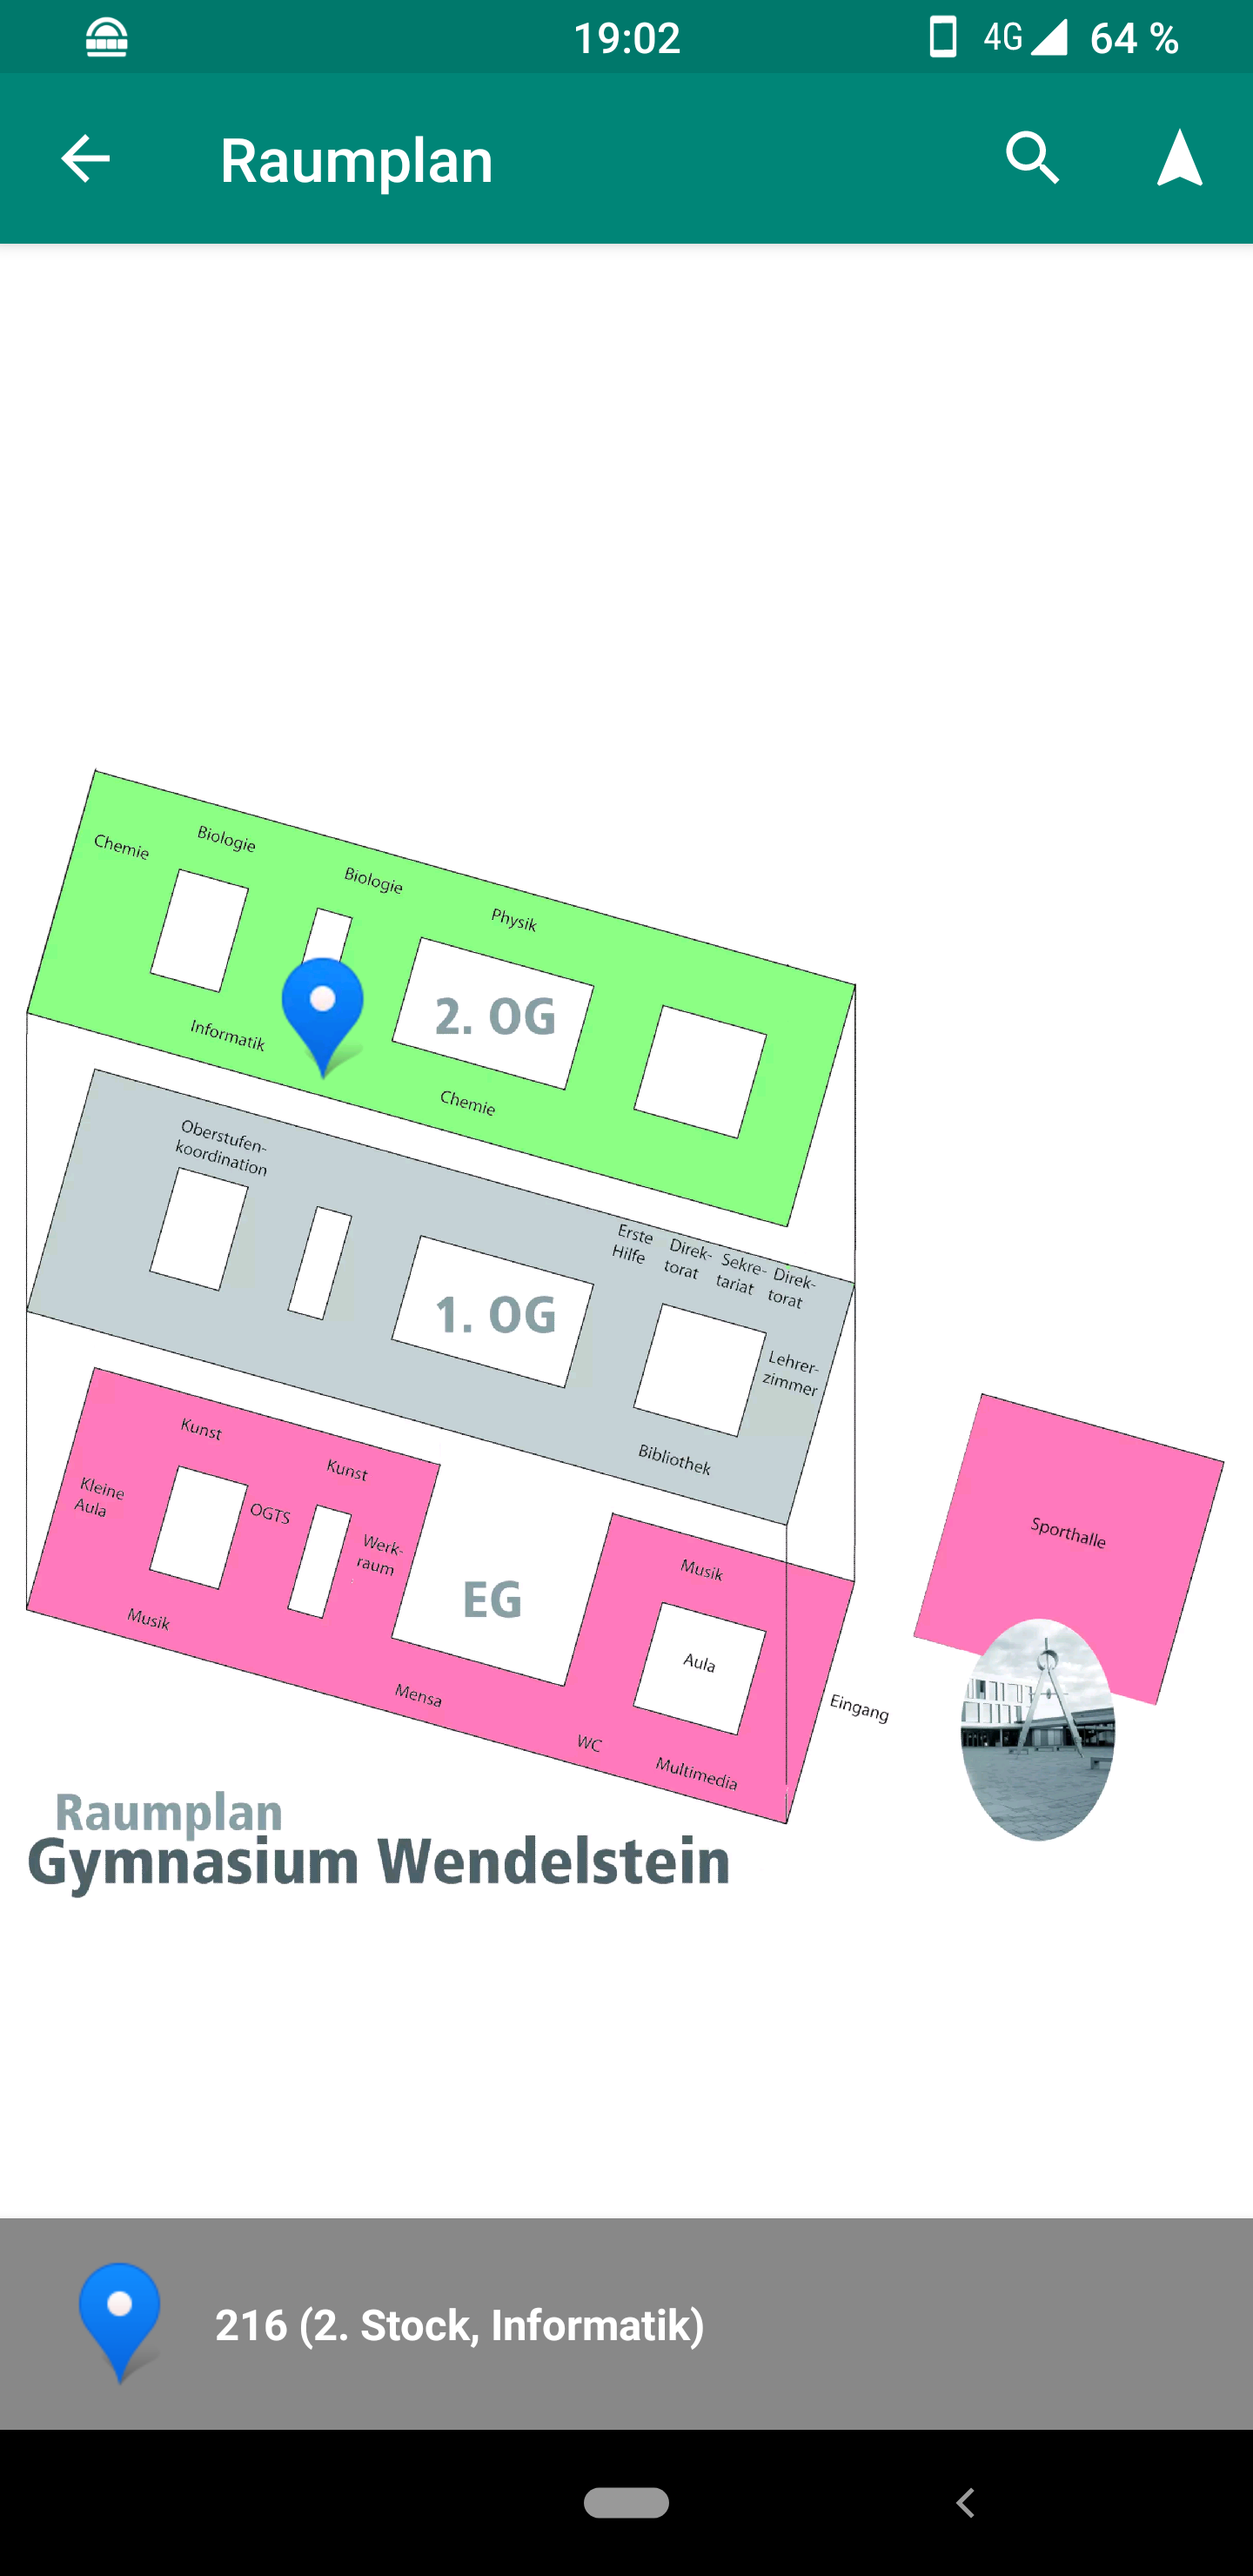 19:02
4G
64 %
Raumplan
Chemie
Biologie
Biologie
Physik
2. OG
Informatik
Chemie
Oberstufen-
koordination
1. OG
Erste
Hilfe
Direk-
torat
Sekre-
tariat
Direk-
torat
Lehrer-
zimmer
Bibliothek
Kunst
Kunst
Kleine
Aula
OGTS
Werk-
raum
EG
Musik
Musik
Aula
Mensa
WC
Multimedia
Eingang
Sporthalle
Raumplan
Gymnasium Wendelstein
216 (2. Stock, Informatik)